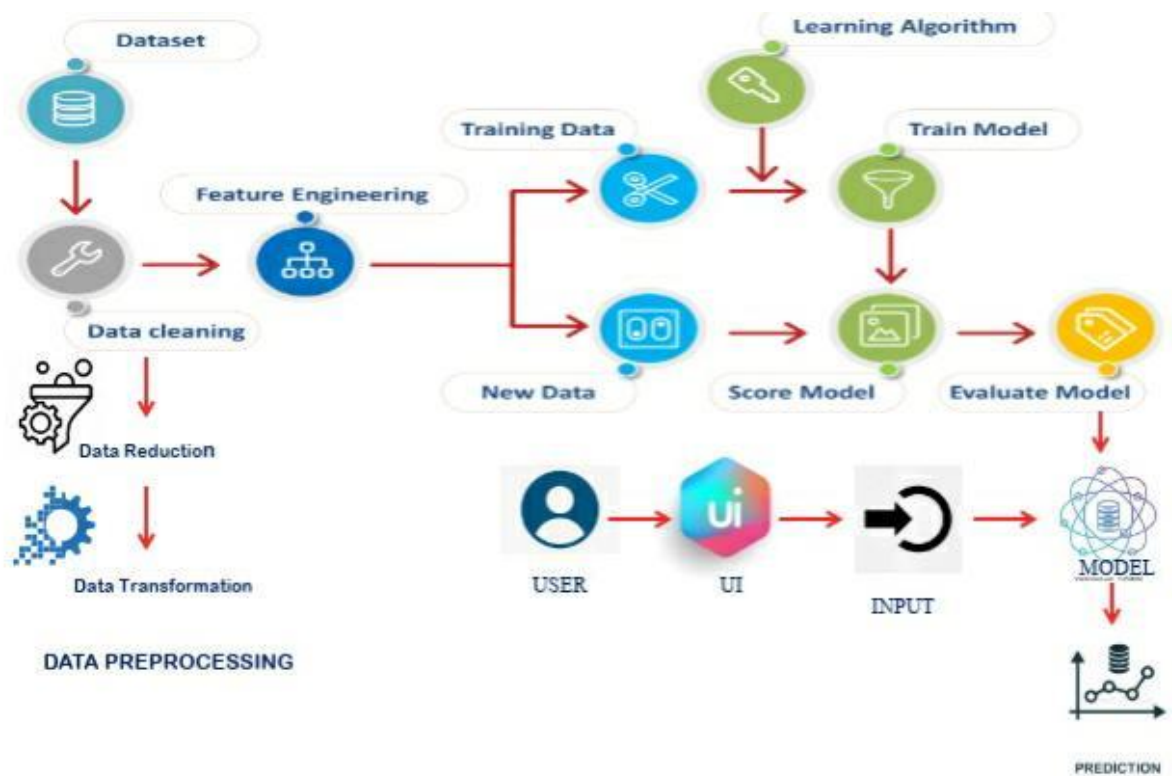 Dataset
Learning Algorithm
Training Data
Train Model
Feature Engineering
Data cleaning
New Data
Score Model
Evaluate Model
Data Reduction
ui
Data Transformation
USER
UI
INPUT
MODEL
DATA PREPROCESSING
PREDICTION